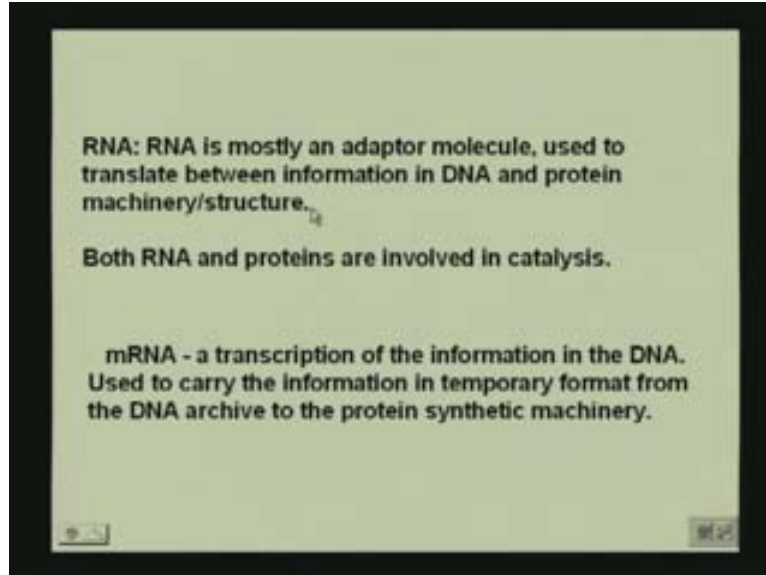 RNA: RNA is mostly an adaptor molecule, used to
translate between information in DNA and protein
machinery/structure.
Both RNA and proteins are involved in catalysis.
mRNA - a transcription of the information in the DNA.
Used to carry the information in temporary format from
the DNA archive to the protein synthetic machinery.